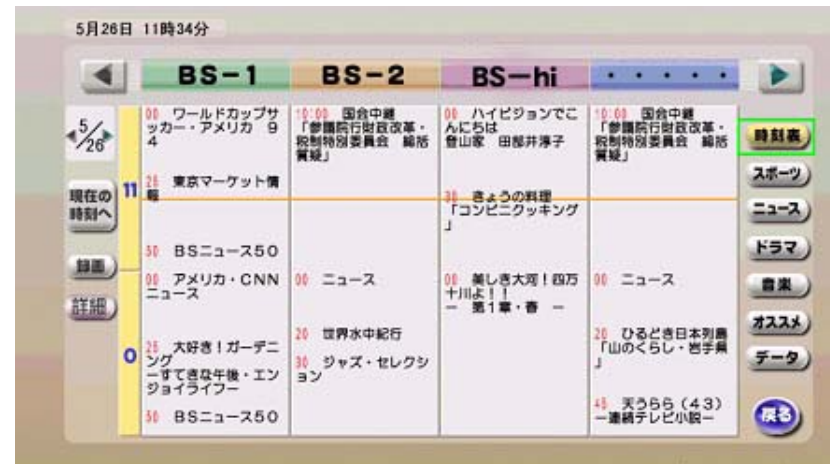 5月26日 11時34分
BS-1
BS-2
BS-hi
・・・・・
5/26
現在の
時刻へ
録画
詳細
11
0
00 ワールドカップサ
ッカー・アメリカ 9
4
25 東京マーケット情
報
50 BSニュース50
00 アメリカ・CNN
ニュース
25 大好き!ガーデニ
ング
ーすてきな午後・エン
ジョイライフー
50 BSニュース50
10:00 国会中継
「参議院行財政改革・
税制特別委員会 総括
質疑」
00 ニュース
20 世界水中紀行
30 ジャズ・セレクシ
ョン
00 ハイビジョンでこ
んにちは
登山家 田部井淳子
30 きょうの料理
「コンビニクッキング
」
00 美しき大河!四万
十川よ!!
ー 第1章・春 ー
10:00 国会中継
「参議院行財政改革・
税制特別委員会 総括
質疑」
00 ニュース
20 ひるどき日本列島
「山のくらし・岩手県
」
45 天うらら(43)
ー連続テレビ小説ー
時刻表
スポーツ
ニュース
ドラマ
音楽
オススメ
データ
戻る